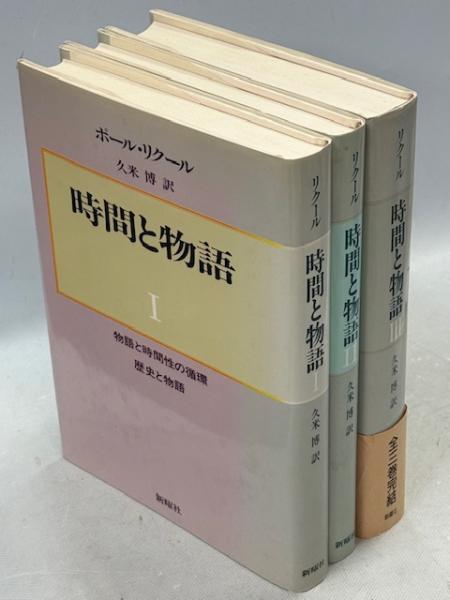 ポール・リクール
久米 博 訳
時間と物語
I
物語と時間性の循環
歴史と物語
新曜社
リクール
時間と物語 I
久米 博 訳
新曜社
リクール
時間と物語 II
久米 博 訳
新曜社
リクール
時間と物語 III
久米 博 訳
全三巻完結